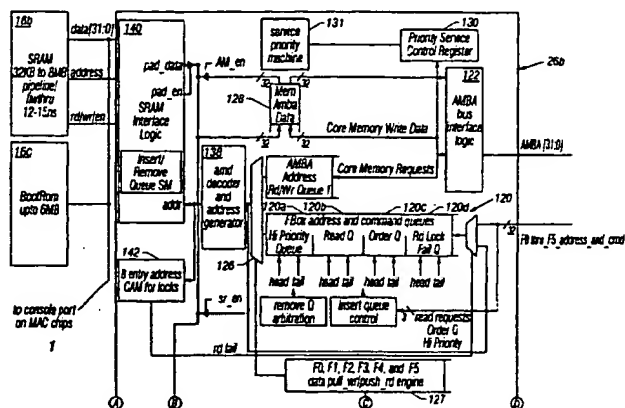 16b
data[31:0]
SRAM
32KB to 8MB
pipeline/
flwthru
12-15ns
address
rd/wr/en
16c
BootRom
upto 6MB
to console port
on MAC chips
1
140
pad_data
pad_en
SRAM
Interface
Logic
Insert/
Remove
Queue SM
addr
142
8 entry address
CAM for locks
AM_en
32
128
Mem
Amba
Data
32
32
32
service
priority
machine
131
130
Priority Service
Control Register
26b
122
AMBA
bus
interface
logic
AMBA [31:0]
Core Memory Write Data
Core Memory Requests
138
decoder
and
address
generator
AMBA
Address
Rd/Wr Queue
120a
120b
120c
120d
120
FBox address and command queues
Hi Priority
Queue
Read Q
Order Q
Rd Lock
Fail Q
32
126
head tail
head tail
head tail
head tail
remove Q
arbitration
insert queue
control
read requests
Order Q
Hi Priority
sr_en
F0, F1, F2, F3, F4, and F5
data pull_wr/push_rd engine
127
A
B
C